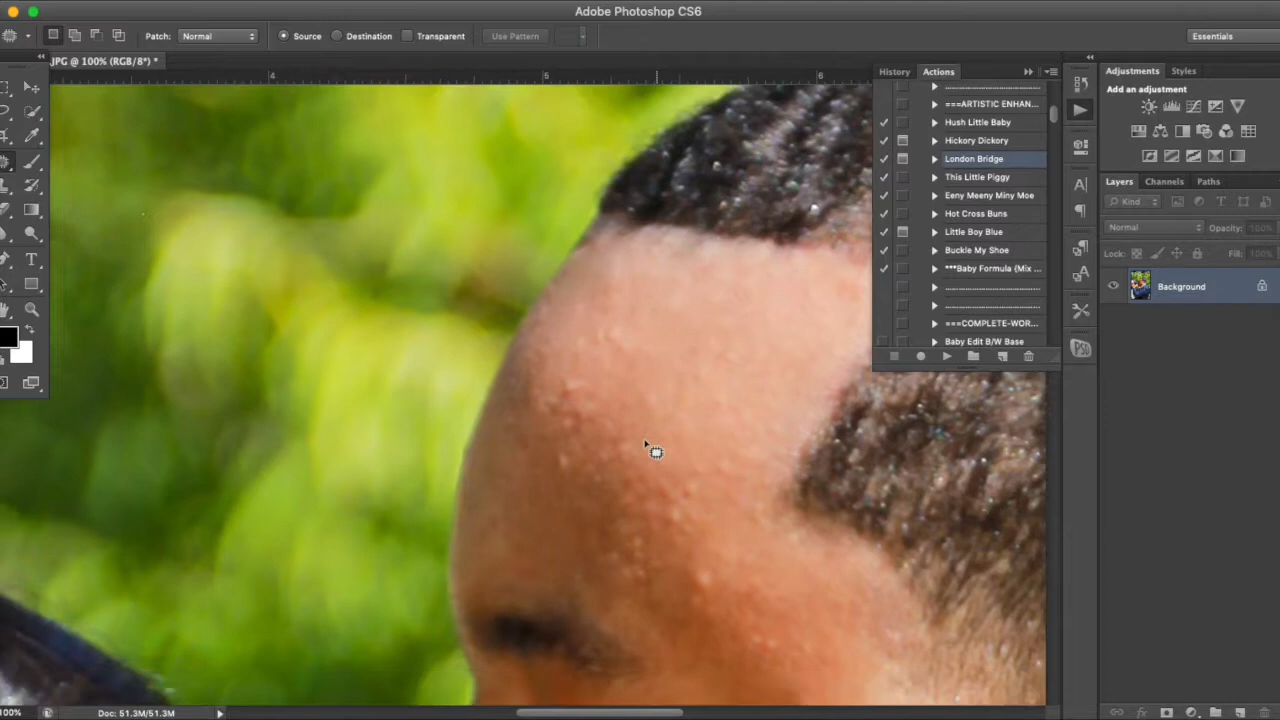 Adobe Photoshop CS6
Patch: Normal Source Destination Transparent Use Pattern Essentials
.JPG @ 100% (RGB/8*) *
4 5 6
History Actions
===ARTISTIC ENHAN...
Hush Little Baby
Hickory Dickory
London Bridge
This Little Piggy
Eeny Meeny Miny Moe
Hot Cross Buns
Little Boy Blue
Buckle My Shoe
***Baby Formula {Mix ...
===COMPLETE-WOR...
Baby Edit B/W Base
Adjustments Styles
Add an adjustment
Layers Channels Paths
Kind
Normal Opacity: 100%
Lock: Fill: 100%
Background
100% Doc: 51.3M/51.3M